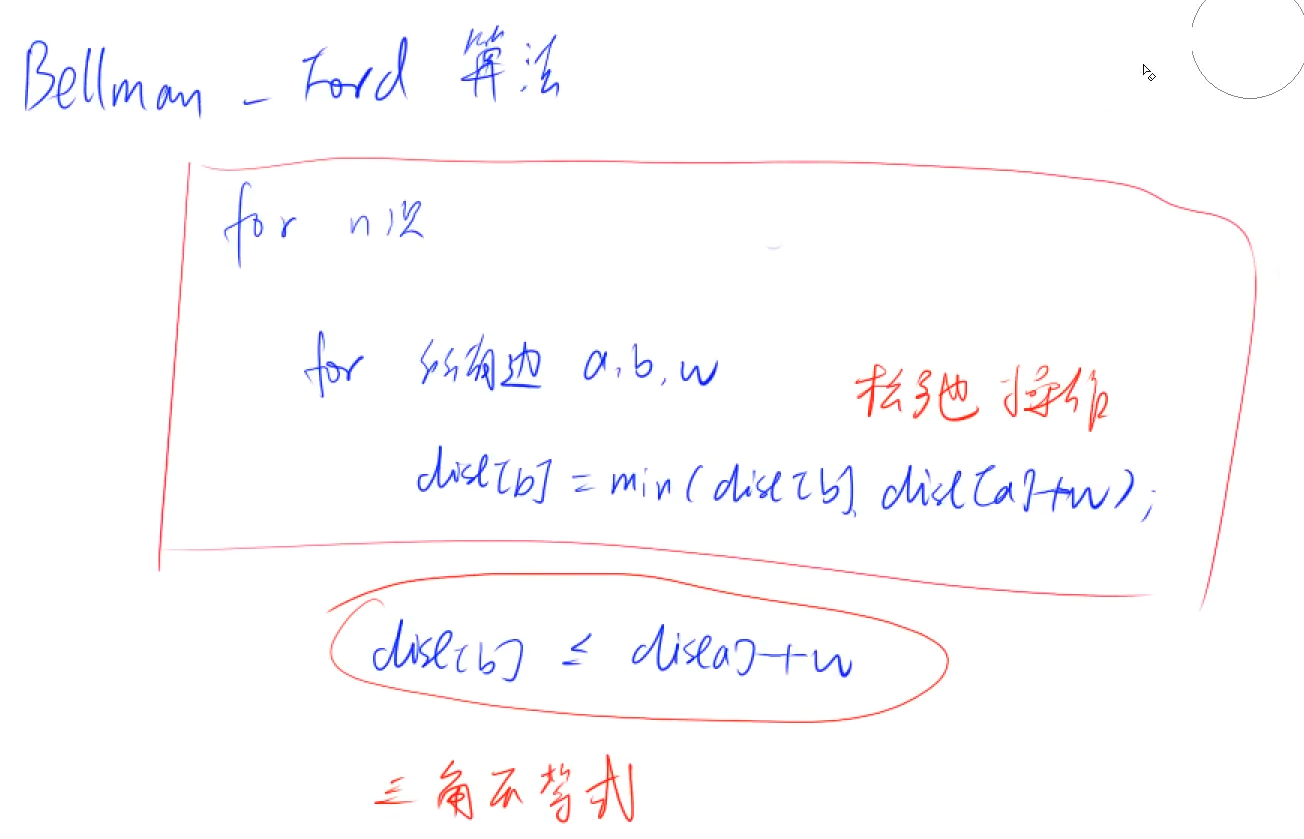 Bellman - Ford 算法
for n次
for 所有边 a,b,w
松弛操作
dist[b] = min(dist[b], dist[a]+w);
dist[b] ≤ dist[a]+w
三角不等式